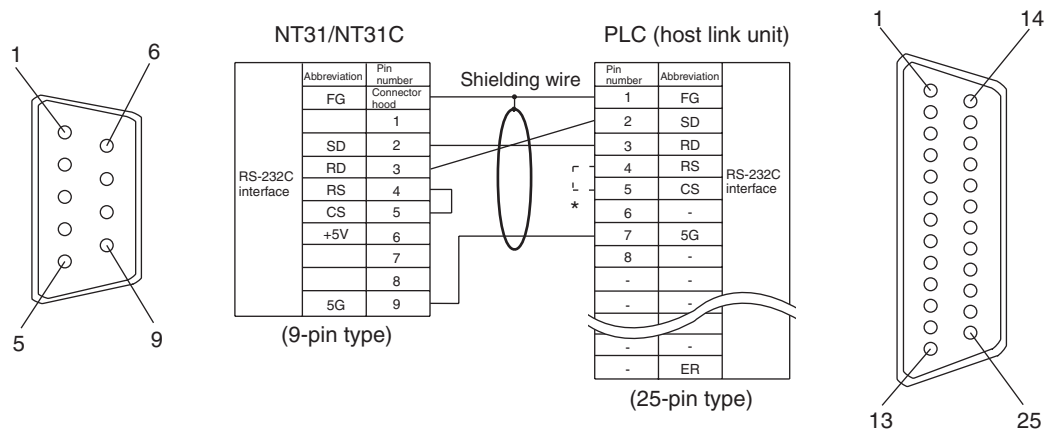 1
6
5
9
NT31/NT31C
Abbreviation
Pin
number
FG
Connector
hood
1
SD
2
RD
3
RS
4
CS
5
+5V
6
7
8
5G
9
RS-232C
interface
(9-pin type)
Shielding wire
*
PLC (host link unit)
Pin
number
Abbreviation
1
FG
2
SD
3
RD
4
RS
5
CS
6
-
7
5G
8
-
-
-
-
-
-
-
-
ER
RS-232C
interface
(25-pin type)
1
14
13
25